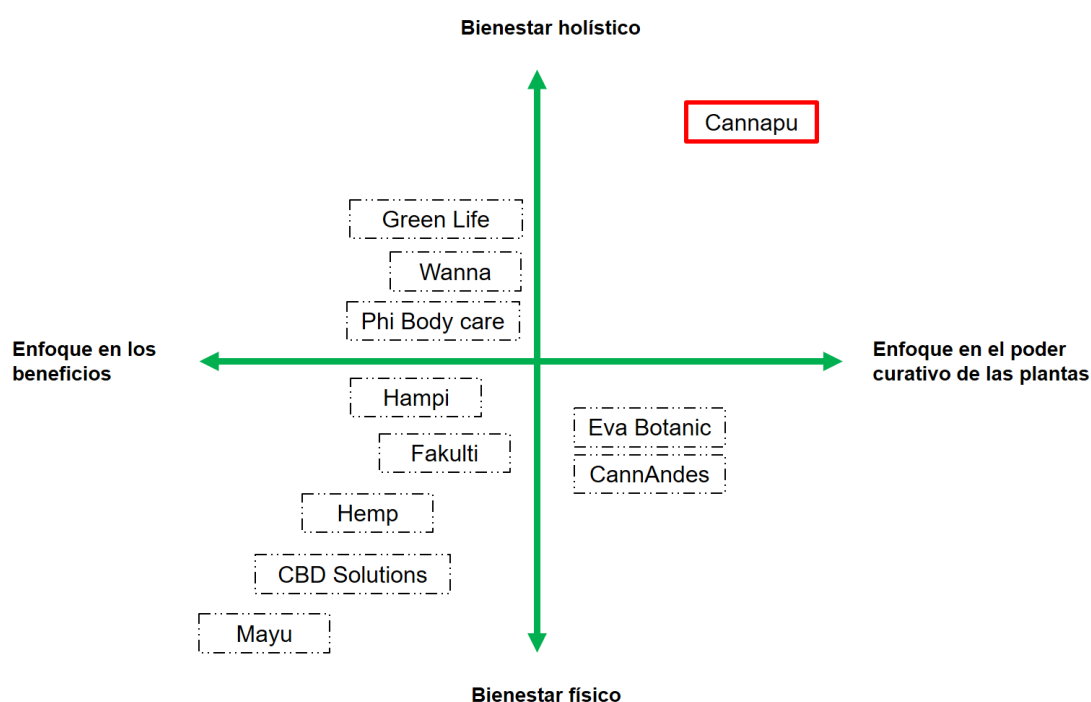 Bienestar holístico
Cannapu
Green Life
Wanna
Phi Body care
Enfoque en los
beneficios
Enfoque en el poder
curativo de las plantas
Hampi
Eva Botanic
Fakulti
CannAndes
Hemp
CBD Solutions
Mayu
Bienestar físico